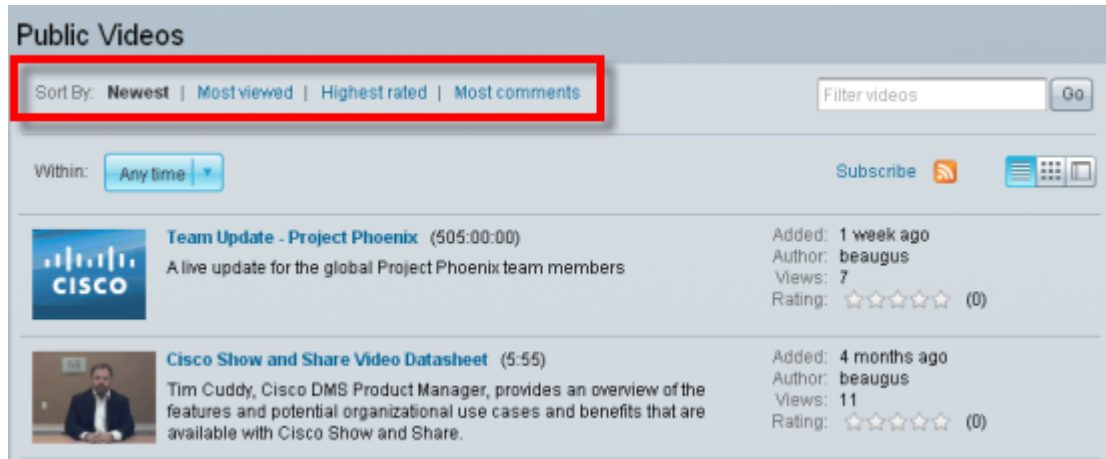 Public Videos
Sort By: Newest | Most viewed | Highest rated | Most comments
Filter videos
Go
Within: Any time
Subscribe
Team Update - Project Phoenix (505:00:00)
A live update for the global Project Phoenix team members
Added: 1 week ago
Author: beaugus
Views: 7
Rating: (0)
CISCO
Cisco Show and Share Video Datasheet (5:55)
Tim Cuddy, Cisco DMS Product Manager, provides an overview of the
features and potential organizational use cases and benefits that are
available with Cisco Show and Share.
Added: 4 months ago
Author: beaugus
Views: 11
Rating: (0)